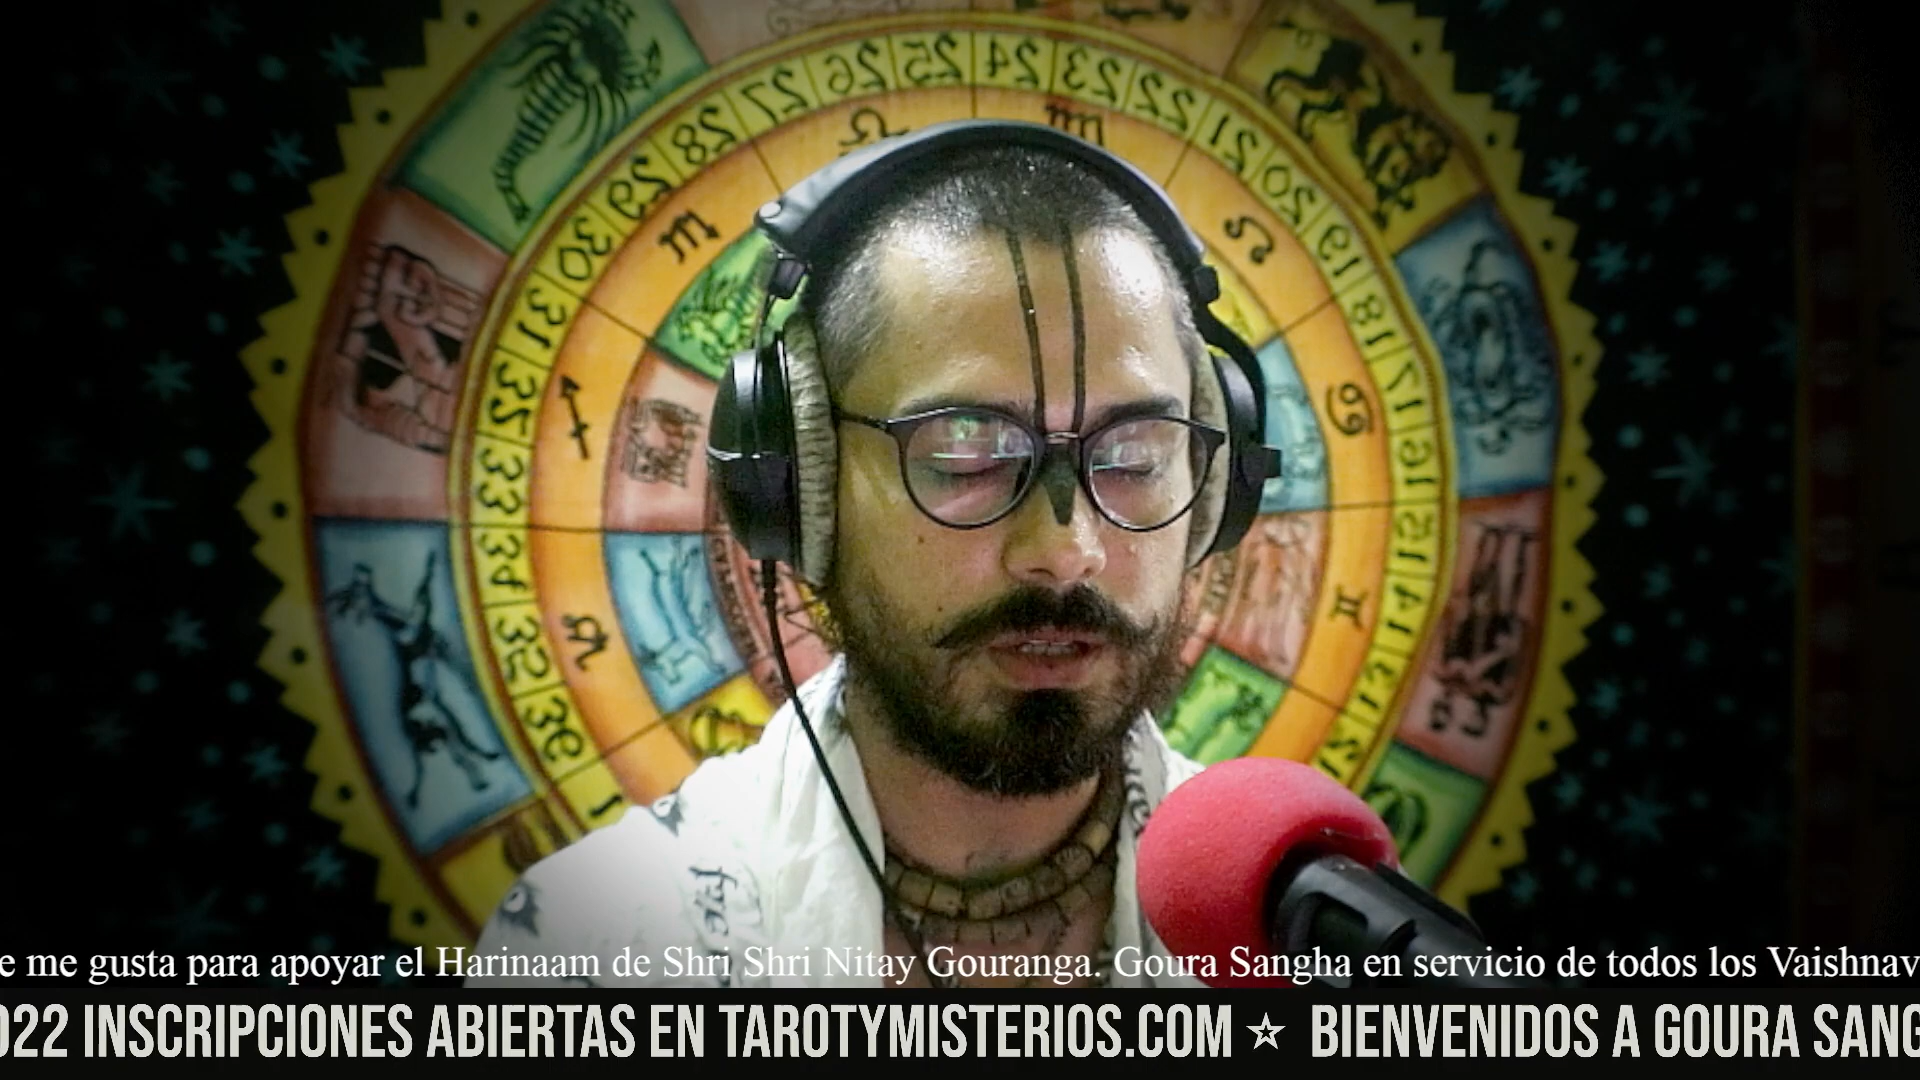 e me gusta para apoyar el Harinaam de Shri Shri Nitay Gouranga. Goura Sangha en servicio de todos los Vaishnav
022 INSCRIPCIONES ABIERTAS EN TAROTYMISTERIOS.COM ☆ BIENVENIDOS A GOURA SANG